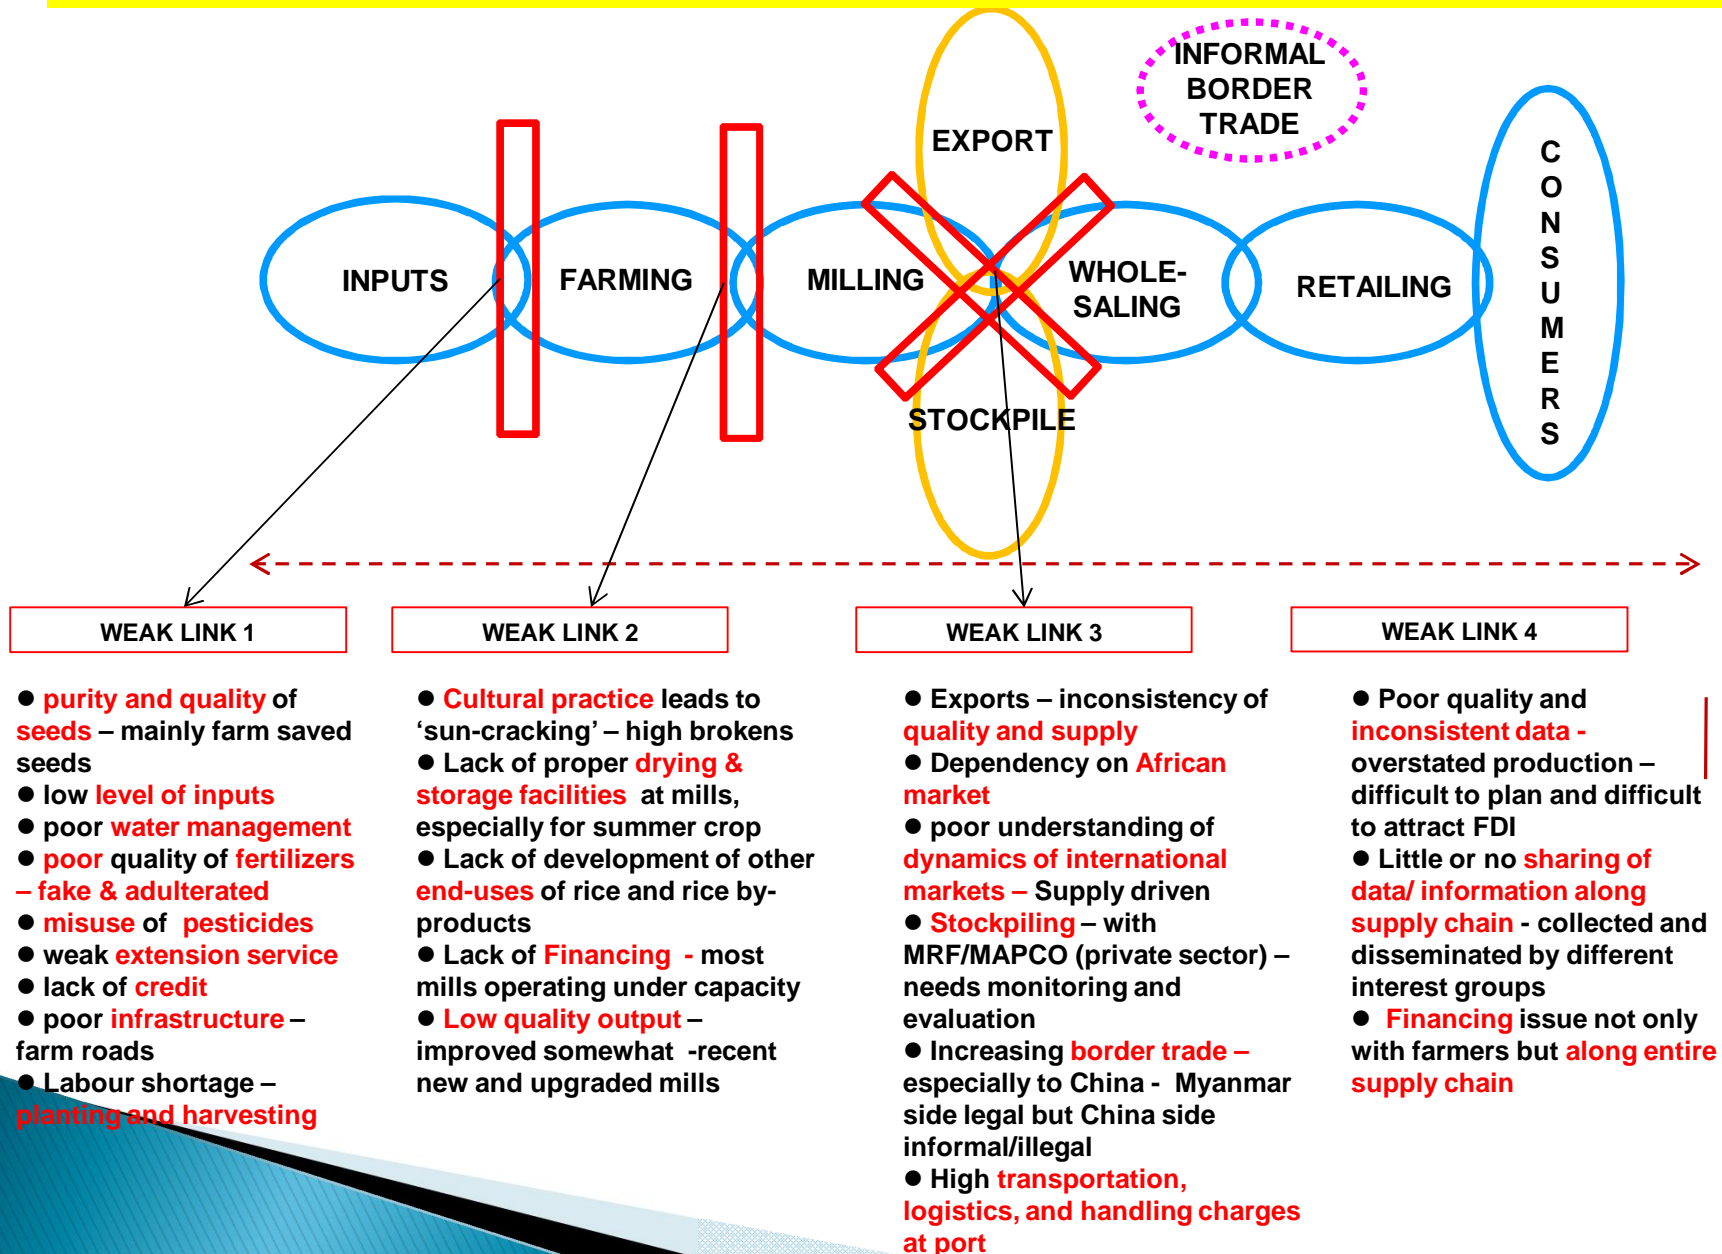 INFORMAL
BORDER
TRADE
EXPORT
INPUTS
FARMING
MILLING
WHOLE-
SALING
RETAILING
C
O
N
S
U
M
E
R
S
STOCKPILE
WEAK LINK 1
● purity and quality of
seeds – mainly farm saved
seeds
● low level of inputs
● poor water management
● poor quality of fertilizers
– fake & adulterated
● misuse of pesticides
● weak extension service
● lack of credit
● poor infrastructure –
farm roads
● Labour shortage –
planting and harvesting
WEAK LINK 2
● Cultural practice leads to
‘sun-cracking’ – high brokens
● Lack of proper drying &
storage facilities at mills,
especially for summer crop
● Lack of development of other
end-uses of rice and rice by-
products
● Lack of Financing - most
mills operating under capacity
● Low quality output –
improved somewhat -recent
new and upgraded mills
WEAK LINK 3
● Exports – inconsistency of
quality and supply
● Dependency on African
market
● poor understanding of
dynamics of international
markets – Supply driven
● Stockpiling – with
MRF/MAPCO (private sector) –
needs monitoring and
evaluation
● Increasing border trade –
especially to China - Myanmar
side legal but China side
informal/illegal
● High transportation,
logistics, and handling charges
at port
WEAK LINK 4
● Poor quality and
inconsistent data -
overstated production –
difficult to plan and difficult
to attract FDI
● Little or no sharing of
data/ information along
supply chain - collected and
disseminated by different
interest groups
● Financing issue not only
with farmers but along entire
supply chain